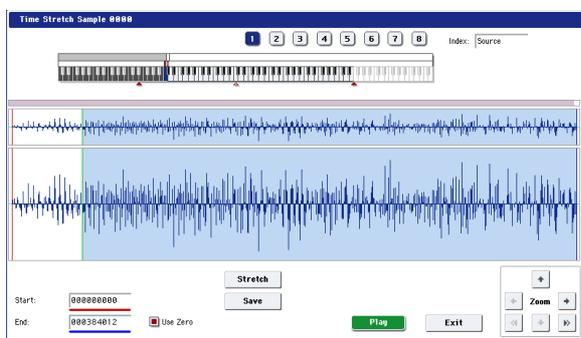 Time Stretch Sample 0000
1 2 3 4 5 6 7 8 Index: Source
Stretch
Start: 000000000 Save
End: 000384012 Use Zero Play Exit
Zoom